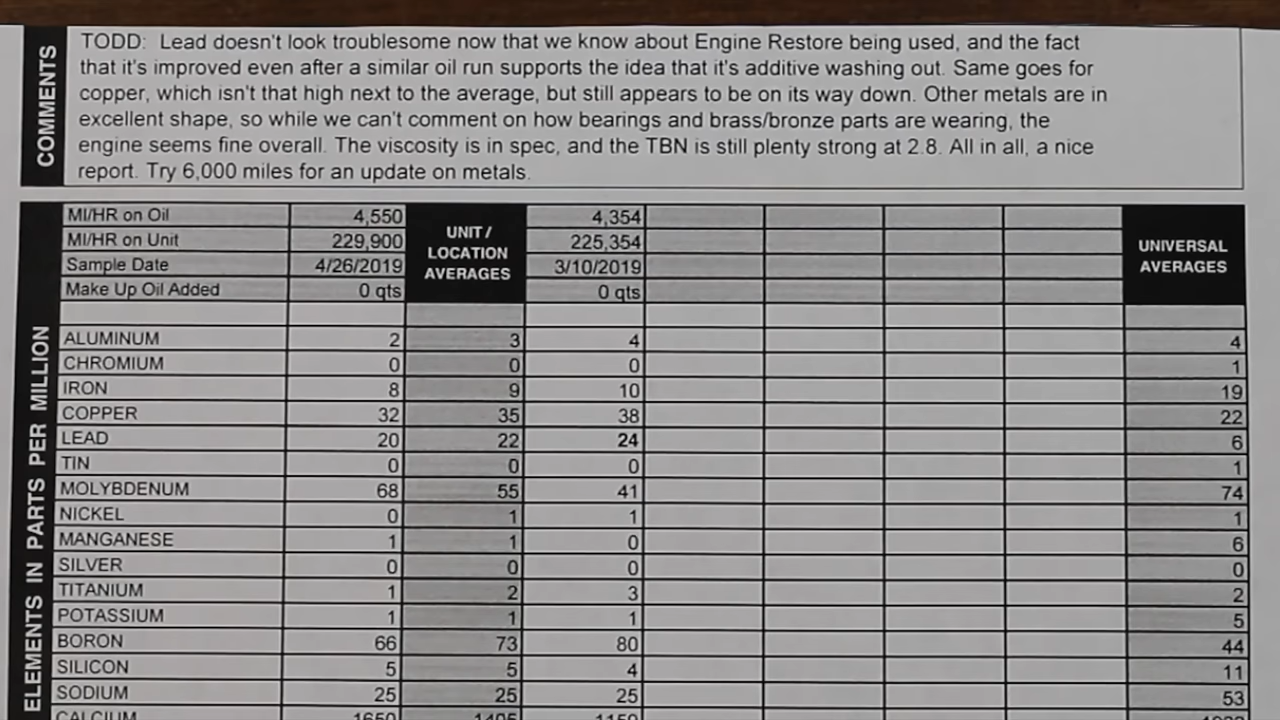 COMMENTS
TODD: Lead doesn't look troublesome now that we know about Engine Restore being used, and the fact
that it's improved even after a similar oil run supports the idea that it's additive washing out. Same goes for
copper, which isn't that high next to the average, but still appears to be on its way down. Other metals are in
excellent shape, so while we can't comment on how bearings and brass/bronze parts are wearing, the
engine seems fine overall. The viscosity is in spec, and the TBN is still plenty strong at 2.8. All in all, a nice
report. Try 6,000 miles for an update on metals.
MI/HR on Oil 4,550 UNIT / LOCATION AVERAGES 4,354 UNIVERSAL AVERAGES
MI/HR on Unit 229,900 225,354
Sample Date 4/26/2019 3/10/2019
Make Up Oil Added 0 qts 0 qts
ELEMENTS IN PARTS PER MILLION
ALUMINUM 2 3 4 4
CHROMIUM 0 0 0 1
IRON 8 9 10 19
COPPER 32 35 38 22
LEAD 20 22 24 6
TIN 0 0 0 1
MOLYBDENUM 68 55 41 74
NICKEL 0 1 1 1
MANGANESE 1 1 0 6
SILVER 0 0 0 0
TITANIUM 1 2 3 2
POTASSIUM 1 1 1 5
BORON 66 73 80 44
SILICON 5 5 4 11
SODIUM 25 25 25 53
CALCIUM 1650 1405 1159